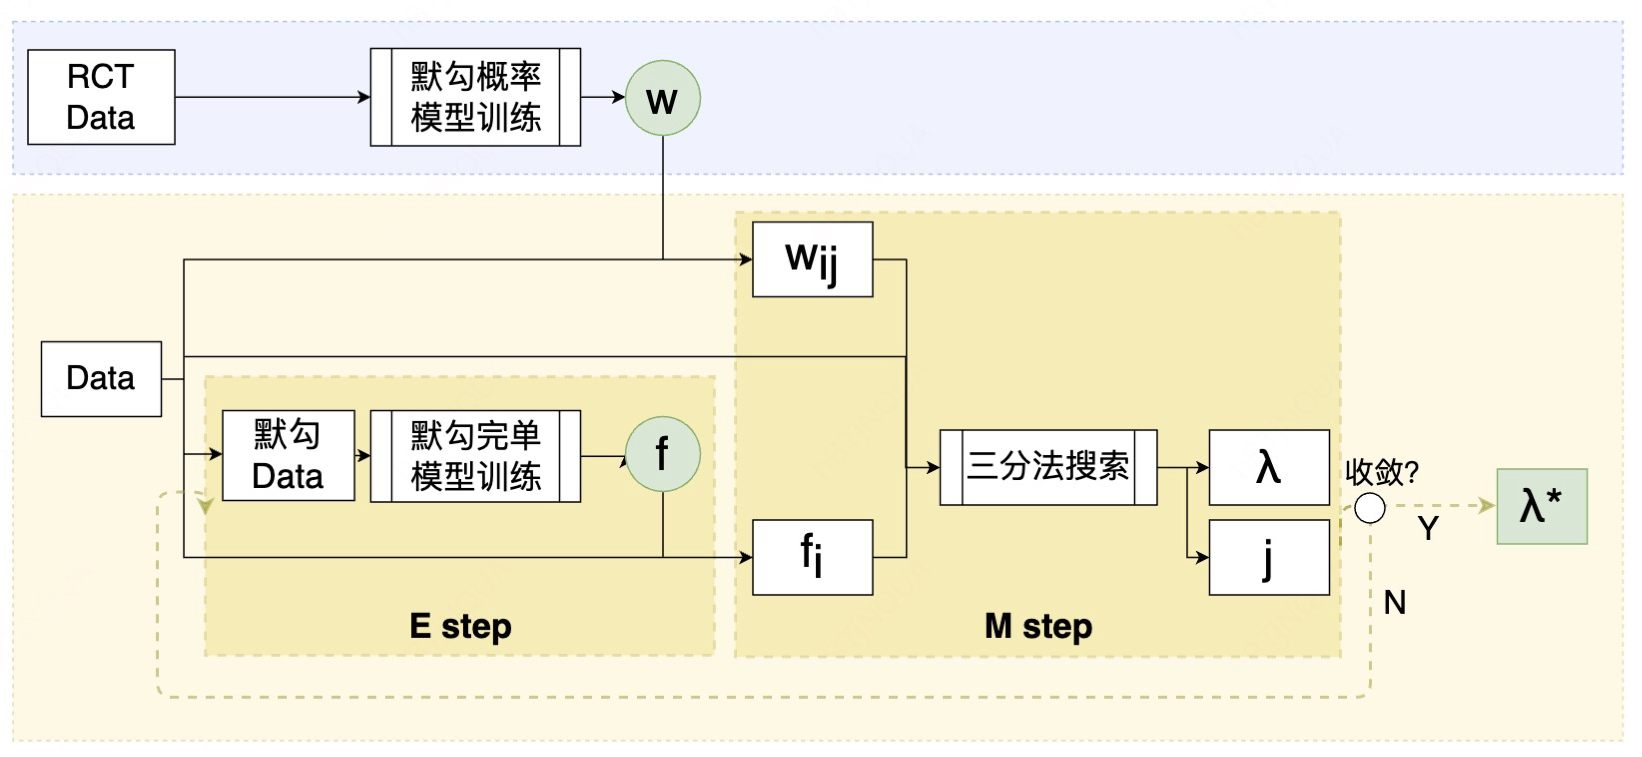 RCT
Data
默勾概率
模型训练
w
wij
Data
默勾
Data
默勾完单
模型训练
f
三分法搜索
λ
收敛?
λ*
Y
fi
j
N
E step
M step